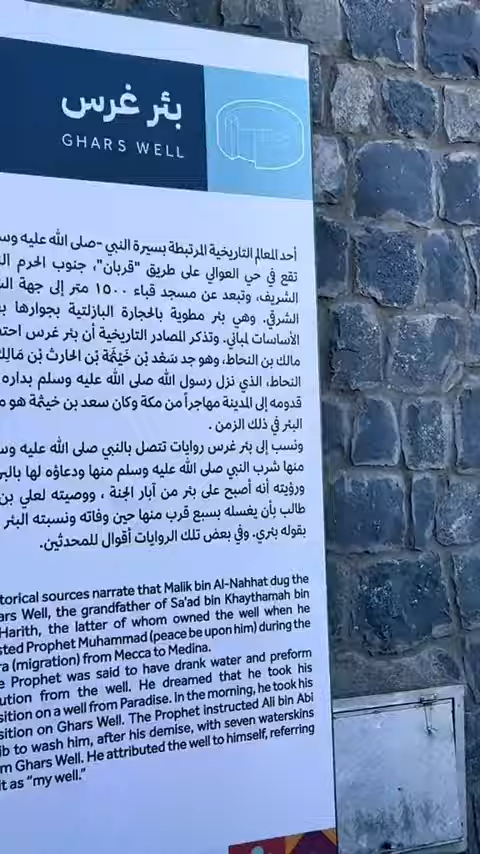 بئر غرس
GHARS WELL
أحد المعالم التاريخية المرتبطة بسيرة النبي -صلى الله عليه
تقع في حي العوالي على طريق "قربان"، جنوب الحرم
الشريف، وتبعد عن مسجد قباء ١٥٠٠ متر إلى جهة
الشرقي. وهي بئر مطوية بالحجارة البازلتية بجوارها
الأساسات لمباني. وتذكر المصادر التاريخية أن بئر غرس
مالك بن النحاط، وهو جد سَعْد بْن خَيْثَمَة بْن الحارث بْن مَالِك
النحاط، الذي نزل رسول الله صلى الله عليه وسلم بداره
قدومه إلى المدينة مهاجراً من مكة وكان سعد بن خيثمة هو
البئر في ذلك الزمن .
ونسب إلى بئر غرس روايات تتصل بالنبي صلى الله عليه
منها شرب النبي صلى الله عليه وسلم منها ودعاؤه لها
ورؤيته أنه أصبح على بئر من آبار الجنة ، ووصيته لعلي بن
طالب بأن يغسله بسبع قرب منها حين وفاته ونسبته البئر
بقوله بئري. وفي بعض تلك الروايات أقوال للمحدثين.
torical sources narrate that Malik bin Al-Nahhat dug the
ars Well, the grandfather of Sa'ad bin Khaythamah bin
Harith, the latter of whom owned the well when he
sted Prophet Muhammad (peace be upon him) during the
ra (migration) from Mecca to Medina.
e Prophet was said to have drank water and preform
ution from the well. He dreamed that he took his
sition on a well from Paradise. In the morning, he took his
sition on Ghars Well. The Prophet instructed Ali bin Abi
ib to wash him, after his demise, with seven waterskins
m Ghars Well. He attributed the well to himself, referring
it as "my well."